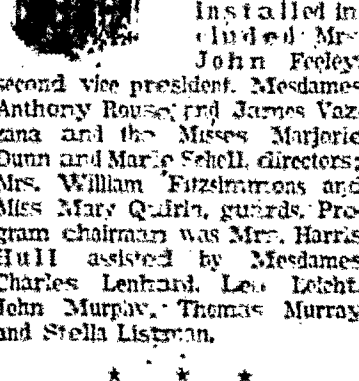 Installed in
cluded Mrs.
John Feeley,
second vice president. Mesdames
Anthony Rouse and James Vaz
zana and the Misses Marjorie
Dunn and Marie Schell, directors;
Mrs. William Fitzsimmons and
Miss Mary Quirin, guards. Pro
gram chairman was Mrs. Harris
Hull assisted by Mesdames
Charles Lenhard, Leo Leicht,
John Murphy, Thomas Murray
and Stella Listman.
* * *